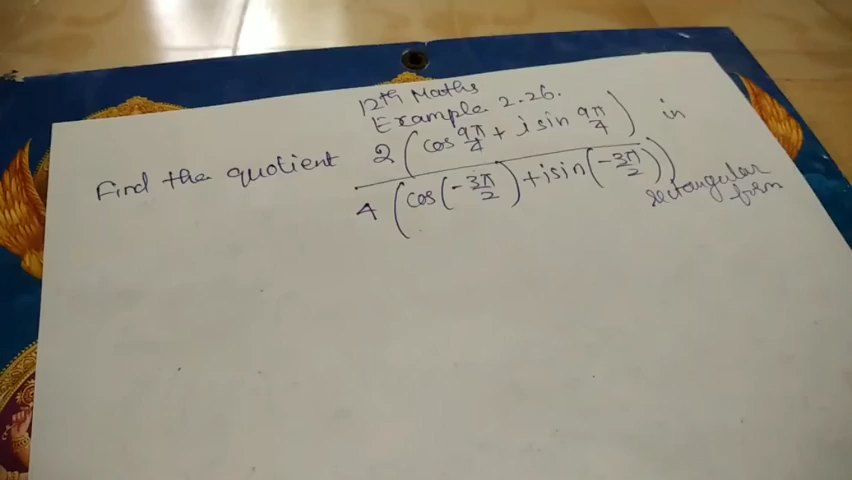 12th Maths
Example 2.26.
Find the quotient 2(cos 9π/4 + i sin 9π/4) / 4(cos(-3π/2) + i sin(-3π/2)) in
rectangular
form